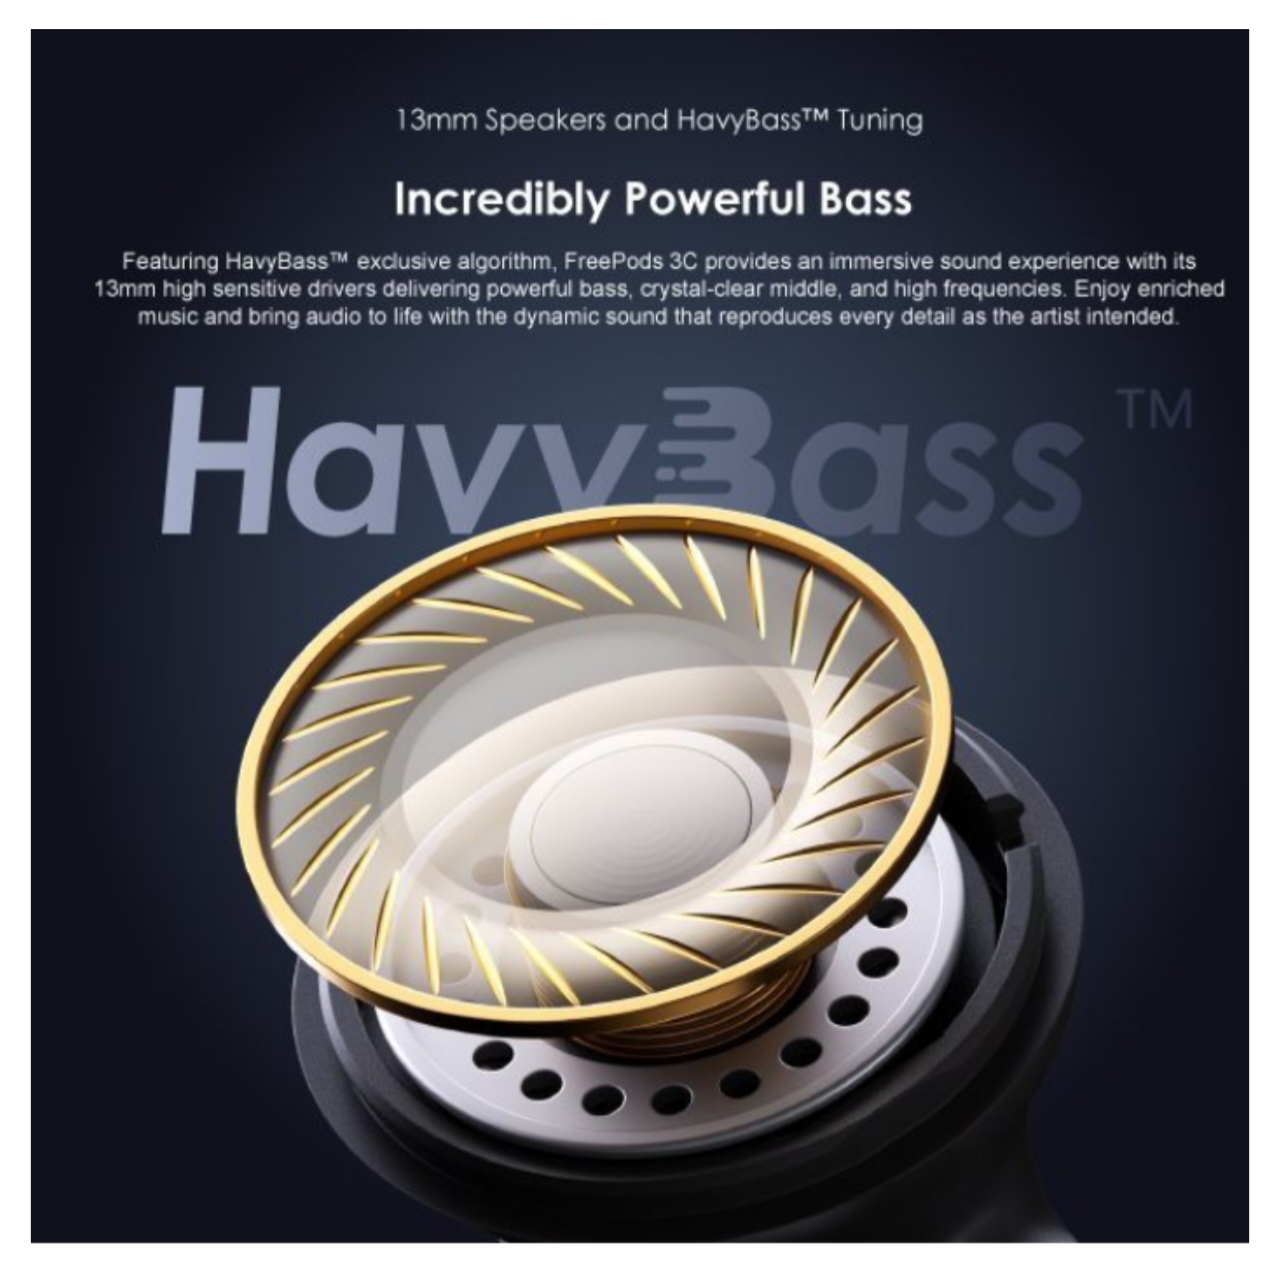 13mm Speakers and HavyBass™ Tuning
Incredibly Powerful Bass
Featuring HavyBass™ exclusive algorithm, FreePods 3C provides an immersive sound experience with its
13mm high sensitive drivers delivering powerful bass, crystal-clear middle, and high frequencies. Enjoy enriched
music and bring audio to life with the dynamic sound that reproduces every detail as the artist intended.
HavyBass™